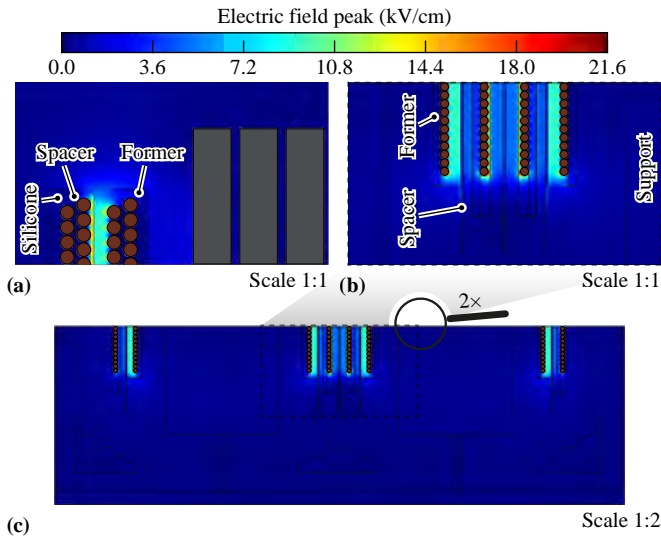 Electric field peak (kV/cm)
0.0 3.6 7.2 10.8 14.4 18.0 21.6
Silicone
Spacer
Former
(a)
Scale 1:1
Former
Spacer
Support
(b)
Scale 1:1
2×
(c)
Scale 1:2